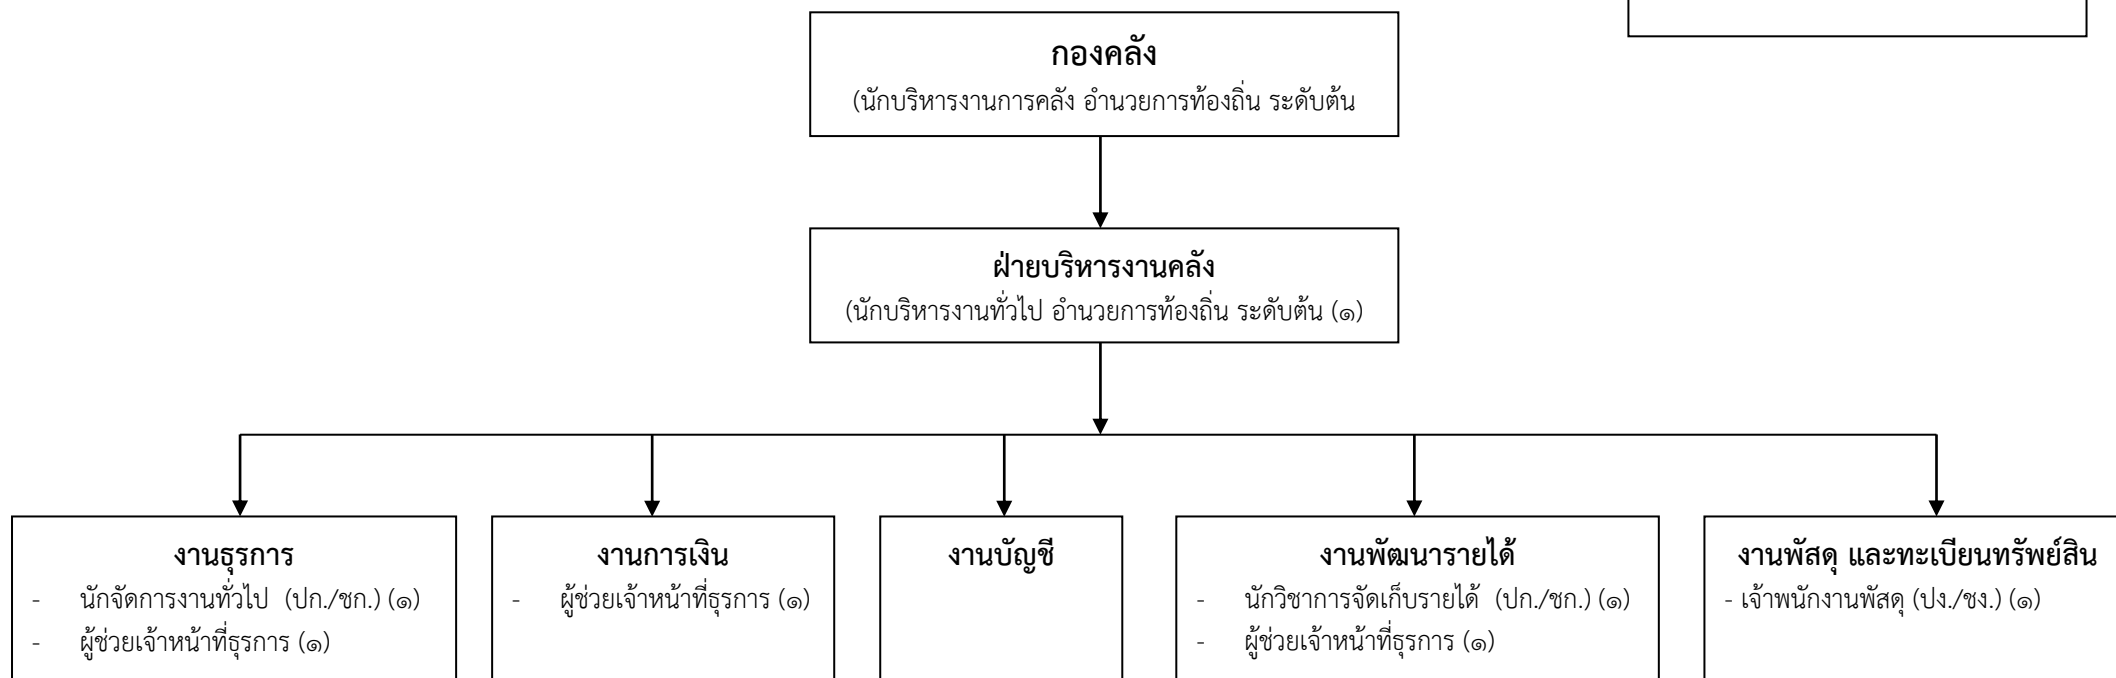 กองคลัง
(นักบริหารงานการคลัง อำนวยการท้องถิ่น ระดับต้น
ฝ่ายบริหารงานคลัง
(นักบริหารงานทั่วไป อำนวยการท้องถิ่น ระดับต้น (๑)
งานธุรการ
- นักจัดการงานทั่วไป (ปก./ชก.) (๑)
- ผู้ช่วยเจ้าหน้าที่ธุรการ (๑)
งานการเงิน
- ผู้ช่วยเจ้าหน้าที่ธุรการ (๑)
งานบัญชี
งานพัฒนารายได้
- นักวิชาการจัดเก็บรายได้ (ปก./ชก.) (๑)
- ผู้ช่วยเจ้าหน้าที่ธุรการ (๑)
งานพัสดุ และทะเบียนทรัพย์สิน
- เจ้าพนักงานพัสดุ (ปง./ชง.) (๑)